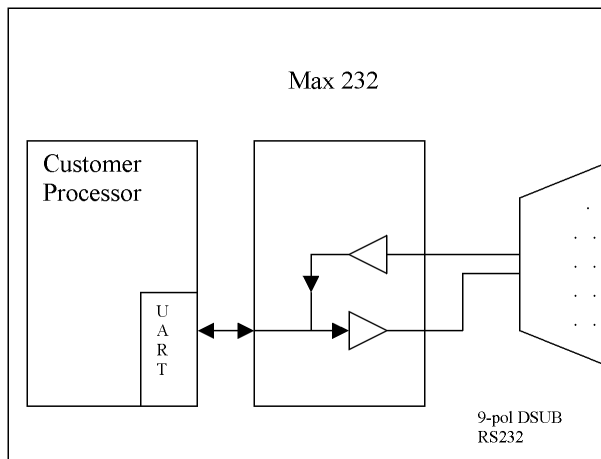 Max 232
Customer
Processor
U
A
R
T
9-pol DSUB
RS232